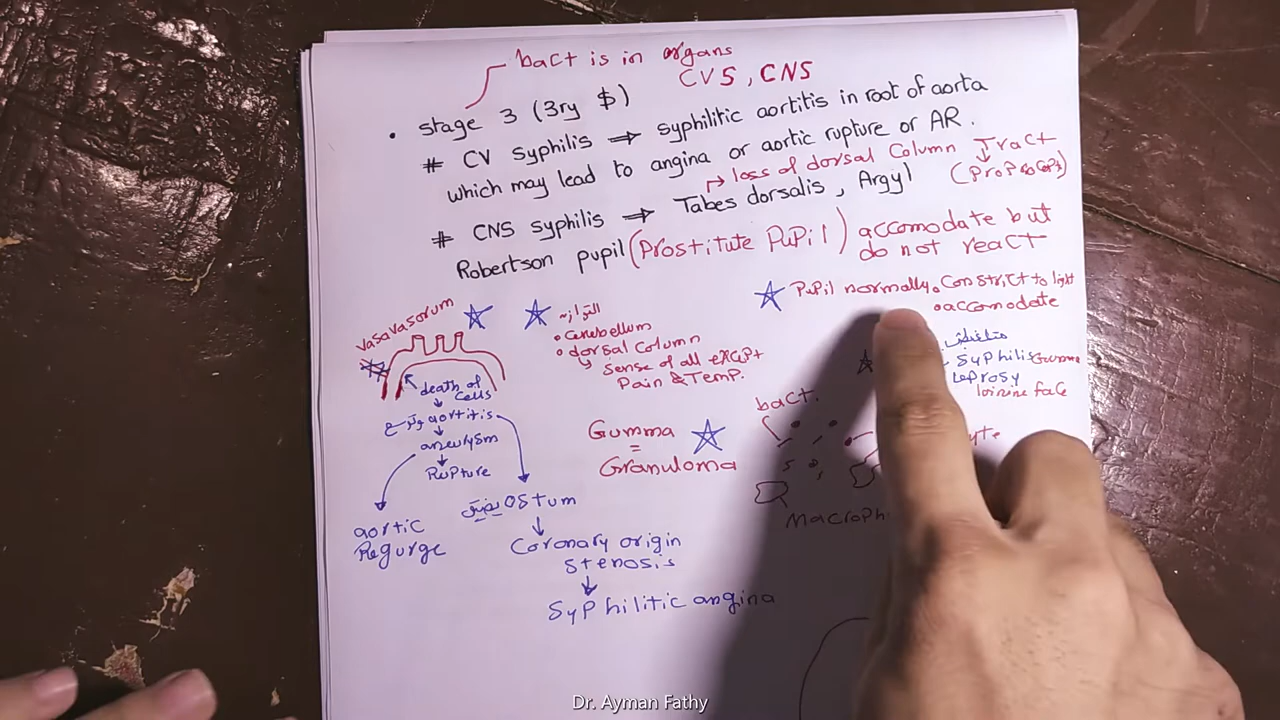 bact is in organs
CVS, CNS
• stage 3 (3ry $)
# CV syphilis ⇒ syphilitic aortitis in root of aorta
which may lead to angina or aortic rupture or AR.
↱ loss of dorsal Column Tract
# CNS syphilis ⇒ Tabes dorsalis, Argyl
Robertson pupil (Prostitute Pupil) accomodate but
do not react
Pupil normally • Constrict to light
• accomodate
vasavasorum
• Cerebellum
• dorsal Column
Sense of all except
Pain & Temp.
death of
cells
aortitis
aneurysm
Rupture
aortic
Regurge
Ostum
Coronary origin
stenosis
Syphilitic angina
Gumma
=
Granuloma
Syphilis Gumma
Leprosy
loinine face
bact.
Macroph
Dr. Ayman Fathy